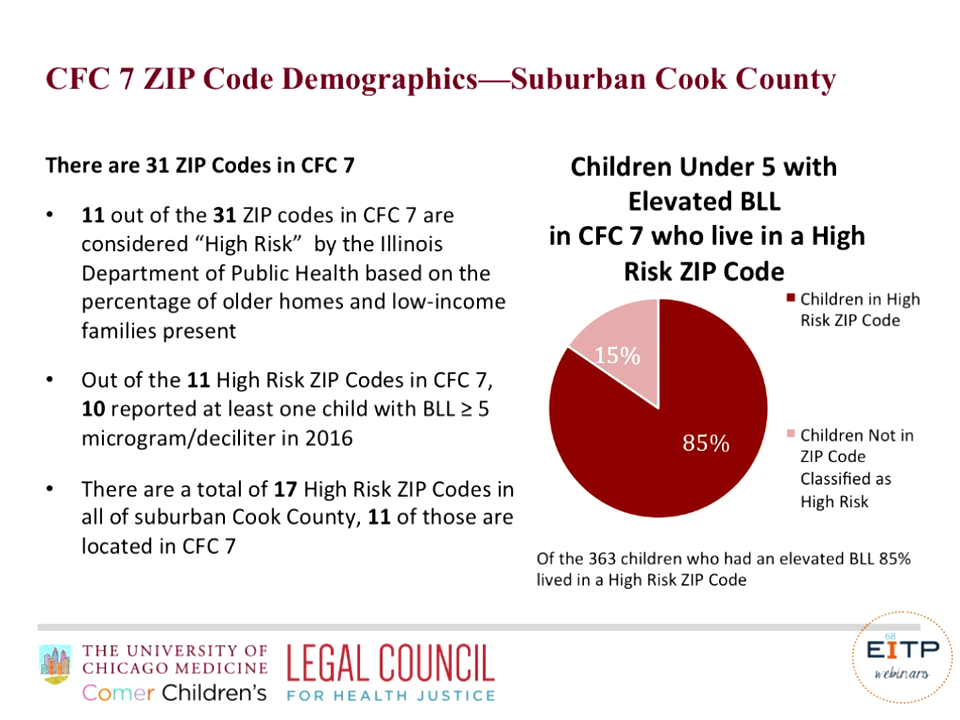 CFC 7 ZIP Code Demographics—Suburban Cook County
There are 31 ZIP Codes in CFC 7
• 11 out of the 31 ZIP codes in CFC 7 are
considered “High Risk” by the Illinois
Department of Public Health based on the
percentage of older homes and low-income
families present
• Out of the 11 High Risk ZIP Codes in CFC 7,
10 reported at least one child with BLL ≥ 5
microgram/deciliter in 2016
• There are a total of 17 High Risk ZIP Codes in
all of suburban Cook County, 11 of those are
located in CFC 7
Children Under 5 with
Elevated BLL
in CFC 7 who live in a High
Risk ZIP Code
15%
85%
Children in High
Risk ZIP Code
Children Not in
ZIP Code
Classified as
High Risk
Of the 363 children who had an elevated BLL 85%
lived in a High Risk ZIP Code
THE UNIVERSITY OF
CHICAGO MEDICINE
Comer Children's
LEGAL COUNCIL
FOR HEALTH JUSTICE
68
EITP
webinars